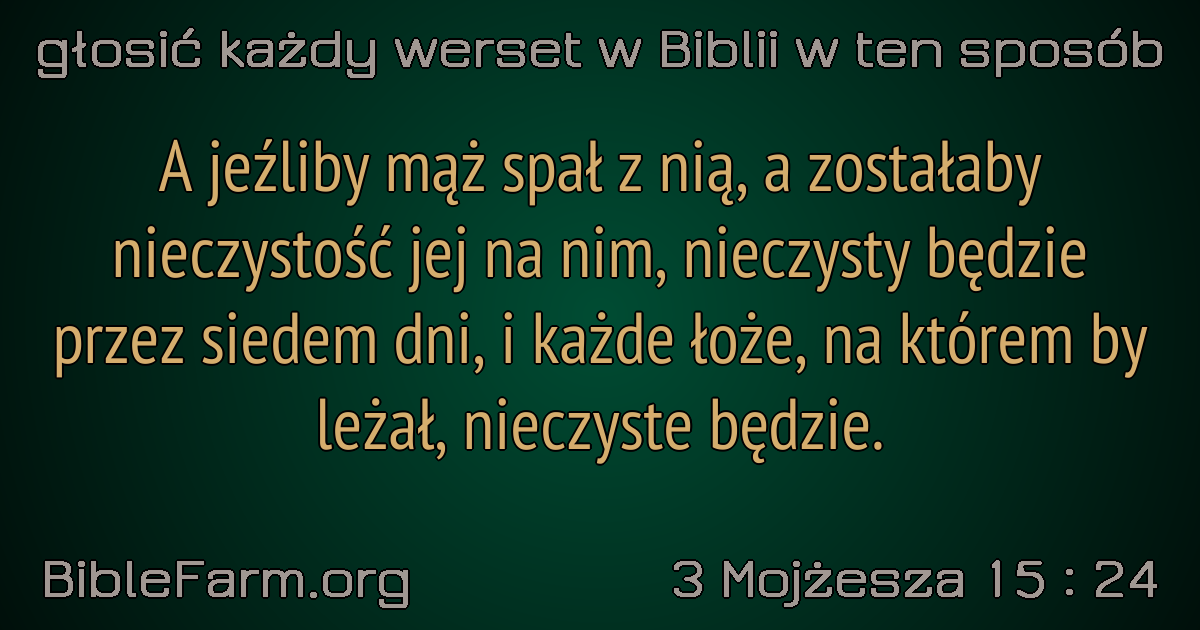 głosić każdy werset w Biblii w ten sposób
A jeźliby mąż spał z nią, a zostałaby
nieczystość jej na nim, nieczysty będzie
przez siedem dni, i każde łoże, na którem by
leżał, nieczyste będzie.
BibleFarm.org
3 Mojżesza 15 : 24